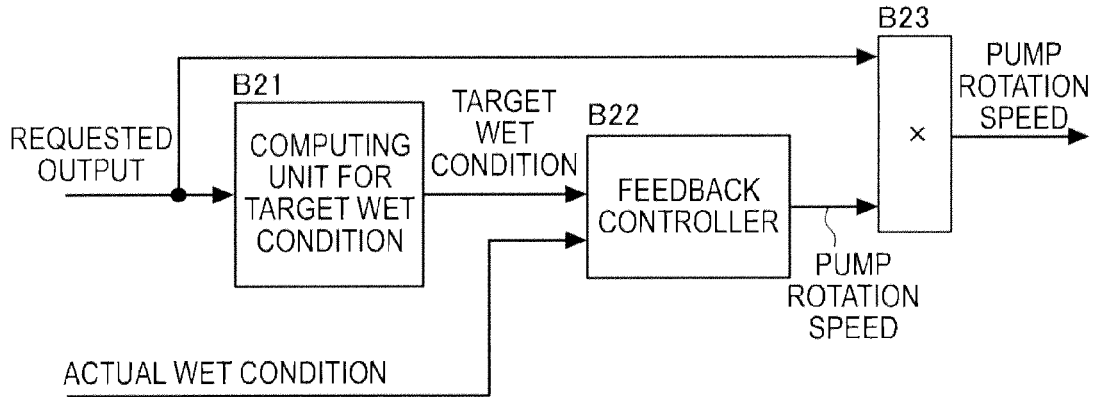 B23
PUMP
ROTATION
SPEED
×
B21
COMPUTING
UNIT FOR
TARGET WET
CONDITION
REQUESTED
OUTPUT
TARGET
WET
CONDITION
B22
FEEDBACK
CONTROLLER
PUMP
ROTATION
SPEED
ACTUAL WET CONDITION